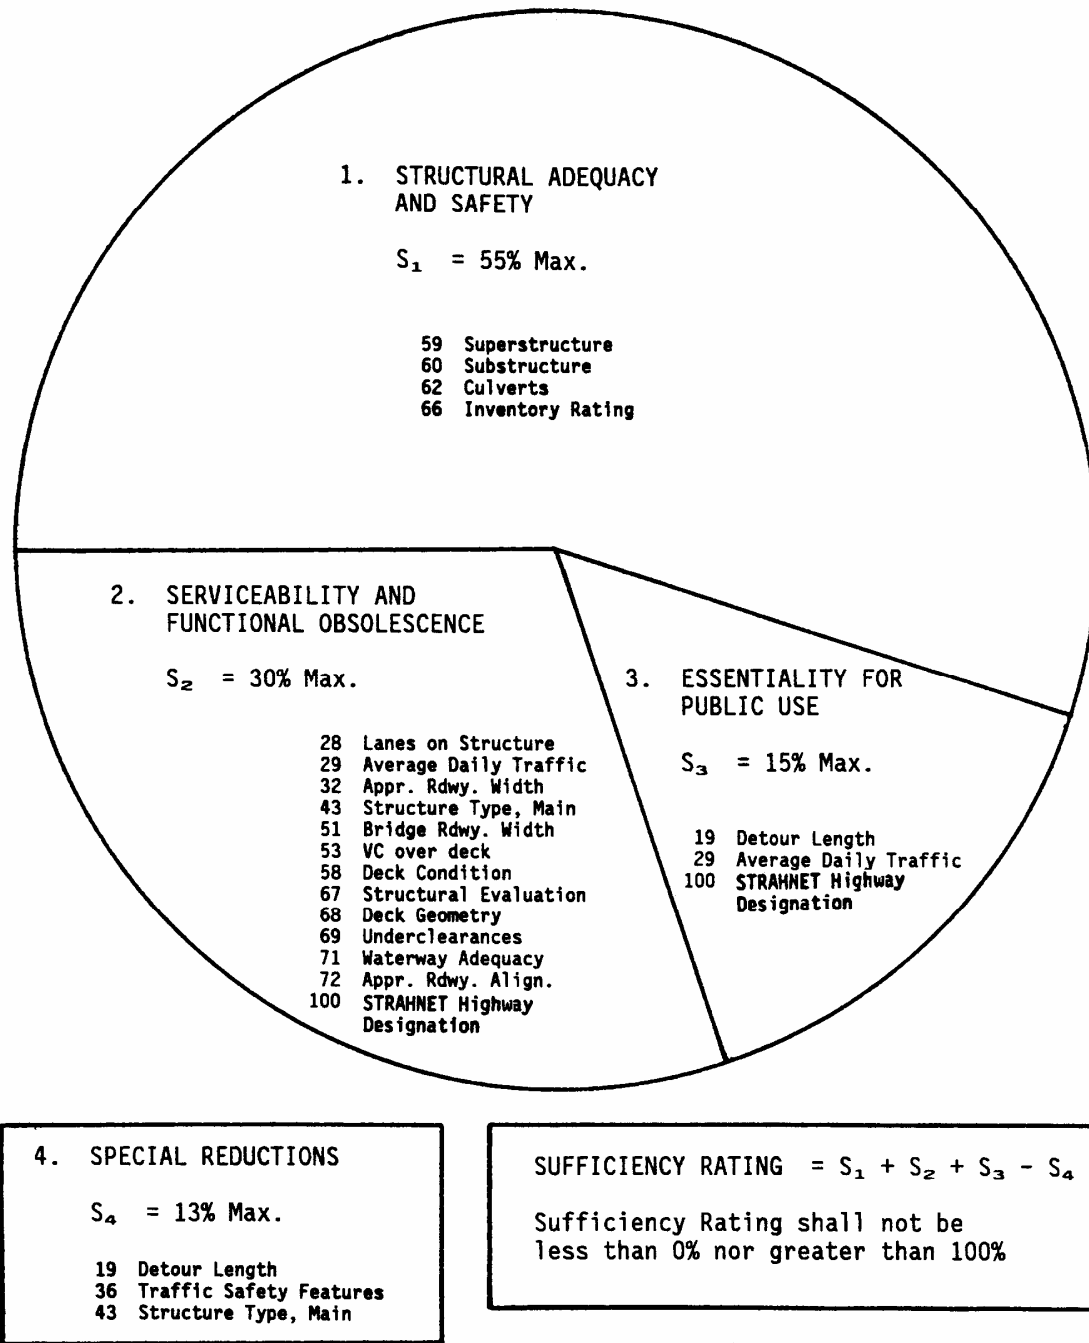 1. STRUCTURAL ADEQUACY
AND SAFETY
S₁ = 55% Max.
59 Superstructure
60 Substructure
62 Culverts
66 Inventory Rating
2. SERVICEABILITY AND
FUNCTIONAL OBSOLESCENCE
S₂ = 30% Max.
28 Lanes on Structure
29 Average Daily Traffic
32 Appr. Rdwy. Width
43 Structure Type, Main
51 Bridge Rdwy. Width
53 VC over deck
58 Deck Condition
67 Structural Evaluation
68 Deck Geometry
69 Underclearances
71 Waterway Adequacy
72 Appr. Rdwy. Align.
100 STRAHNET Highway
Designation
3. ESSENTIALITY FOR
PUBLIC USE
S₃ = 15% Max.
19 Detour Length
29 Average Daily Traffic
100 STRAHNET Highway
Designation
4. SPECIAL REDUCTIONS
S₄ = 13% Max.
19 Detour Length
36 Traffic Safety Features
43 Structure Type, Main
SUFFICIENCY RATING = S₁ + S₂ + S₃ - S₄
Sufficiency Rating shall not be
less than 0% nor greater than 100%